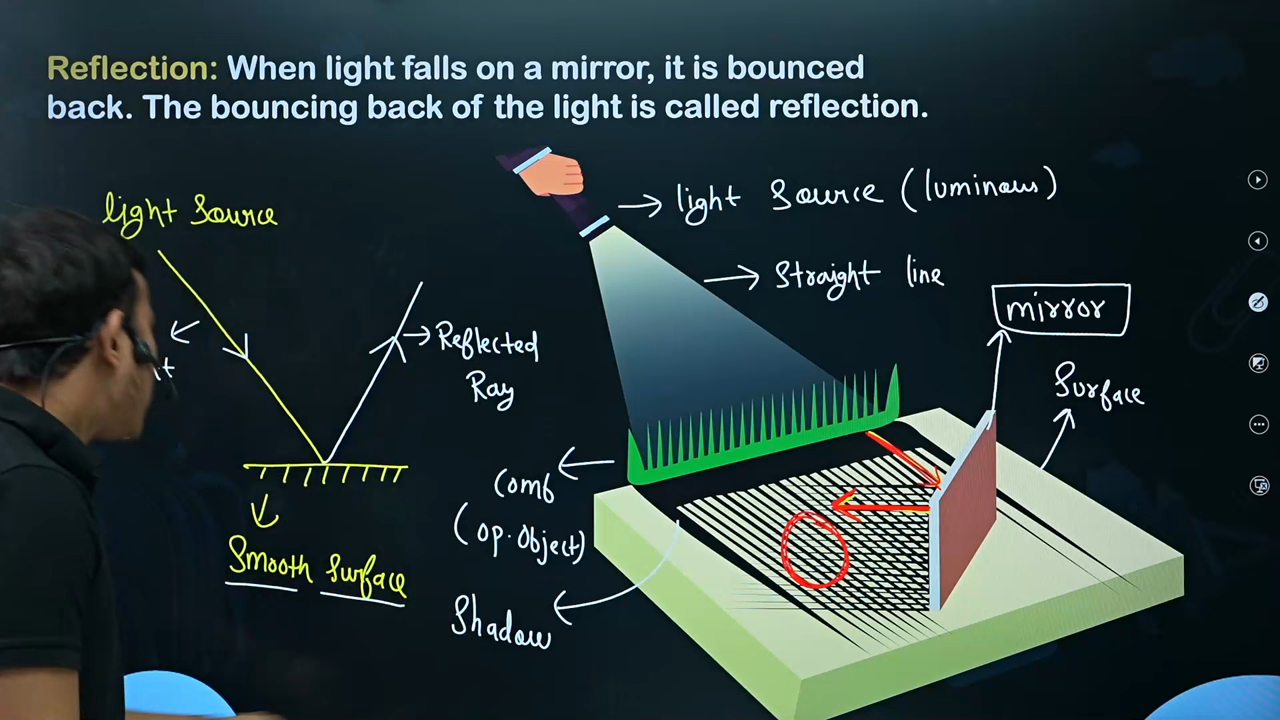 Reflection: When light falls on a mirror, it is bounced
back. The bouncing back of the light is called reflection.
light Source
light Source (luminous)
Straight line
mirror
Surface
Reflected
Ray
Comb
(op. Object)
Smooth Surface
Shadow